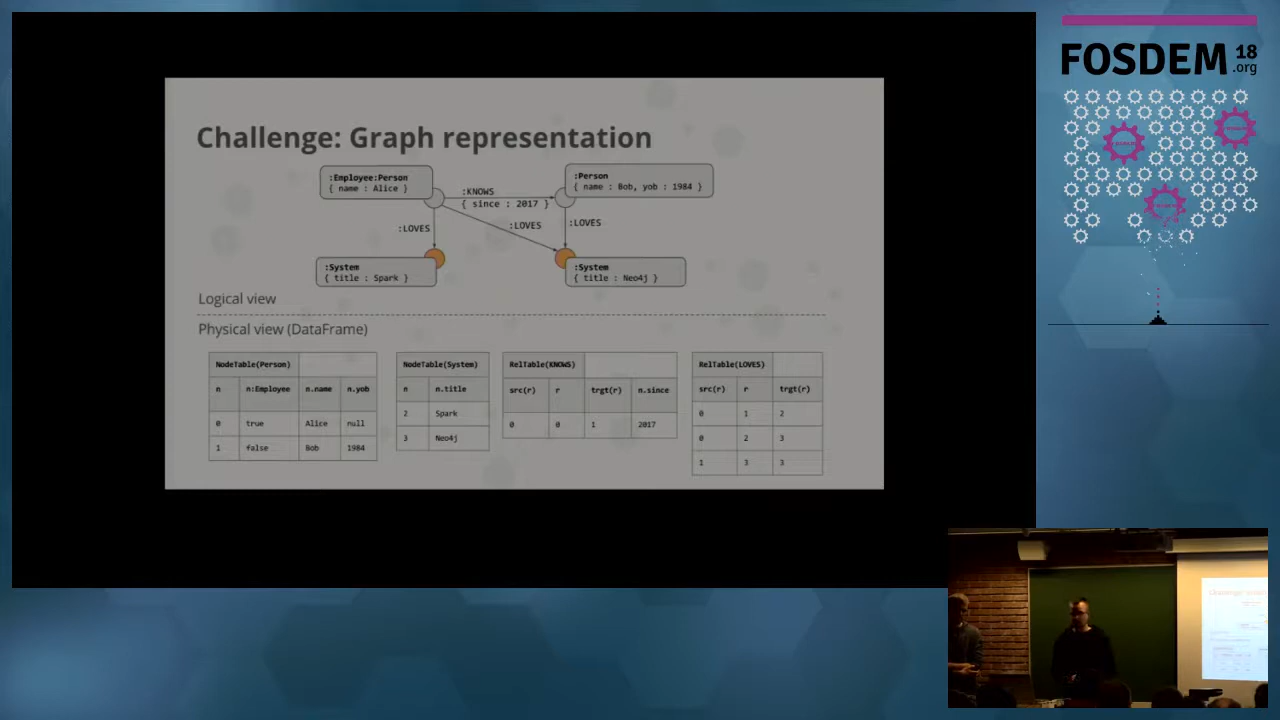 Challenge: Graph representation
:Employee:Person
{ name : Alice }
:Person
{ name : Bob, yob : 1984 }
:KNOWS
{ since : 2017 }
:LOVES
:LOVES
:LOVES
:System
{ title : Spark }
:System
{ title : Neo4j }
Logical view
Physical view (DataFrame)
NodeTable(Person)
n n:Employee n.name n.yob
0 true Alice null
1 false Bob 1984
NodeTable(System)
n n.title
2 Spark
3 Neo4j
RelTable(KNOWS)
src(r) r trgt(r) n.since
0 0 1 2017
RelTable(LOVES)
src(r) r trgt(r)
0 1 2
0 2 3
1 3 3
FOSDEM 18
.org